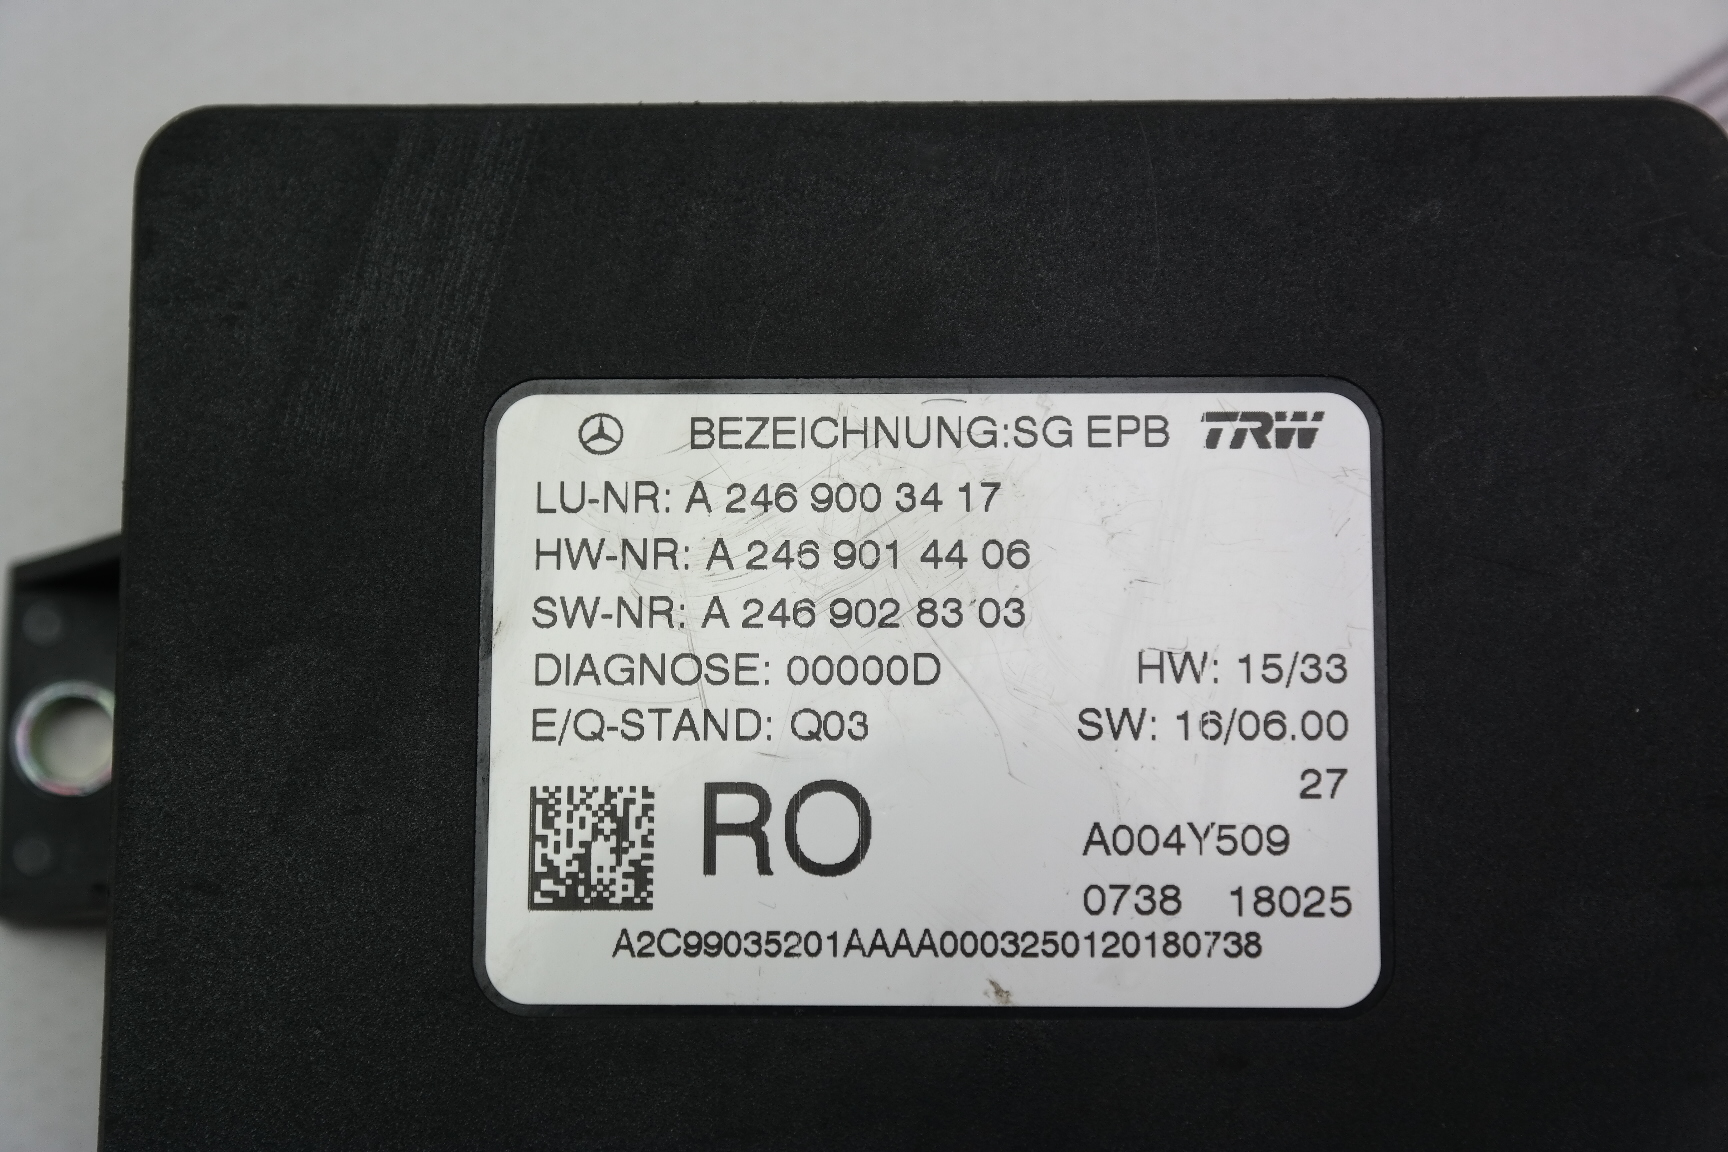 BEZEICHNUNG:SG EPB TRW
LU-NR: A 246 900 34 17
HW-NR: A 246 901 44 06
SW-NR: A 246 902 83 03
DIAGNOSE: 00000D HW: 15/33
E/Q-STAND: Q03 SW: 16/06.00
27
RO A004Y509
0738 18025
A2C99035201AAAA0003250120180738